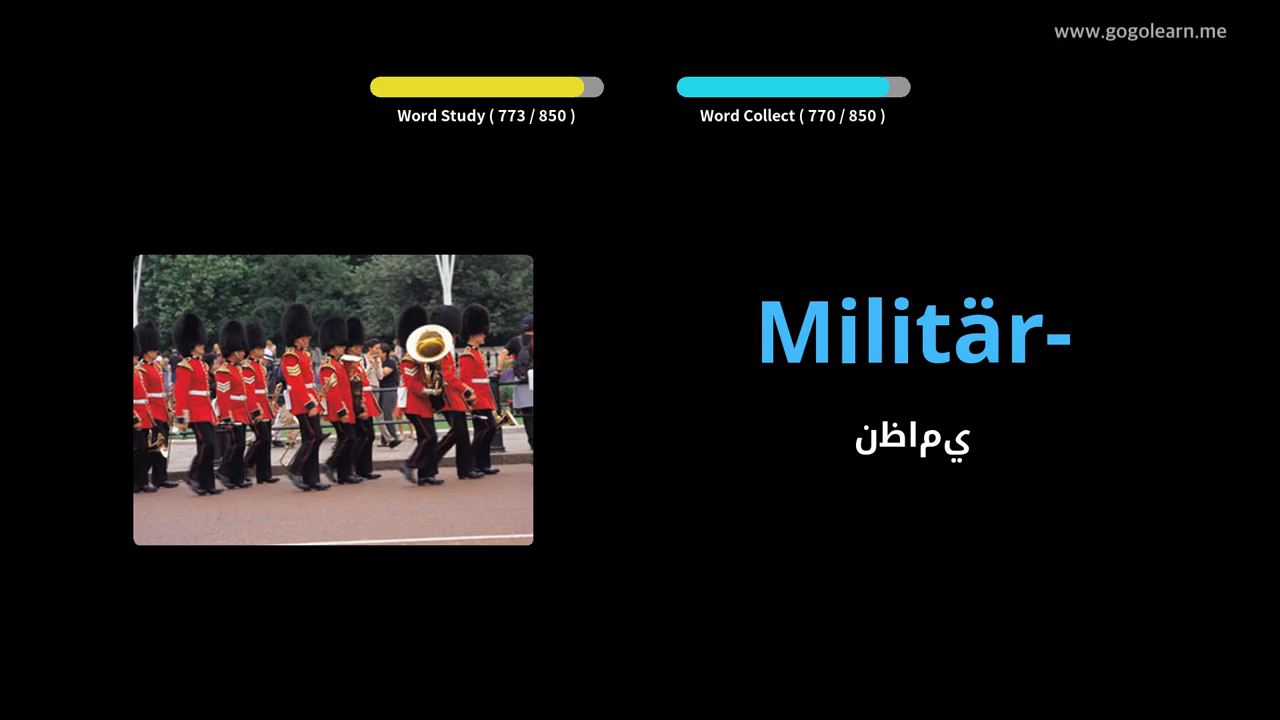 www.gogolearn.me
Word Study ( 773 / 850 )
Word Collect ( 770 / 850 )
Militär-
يماظن